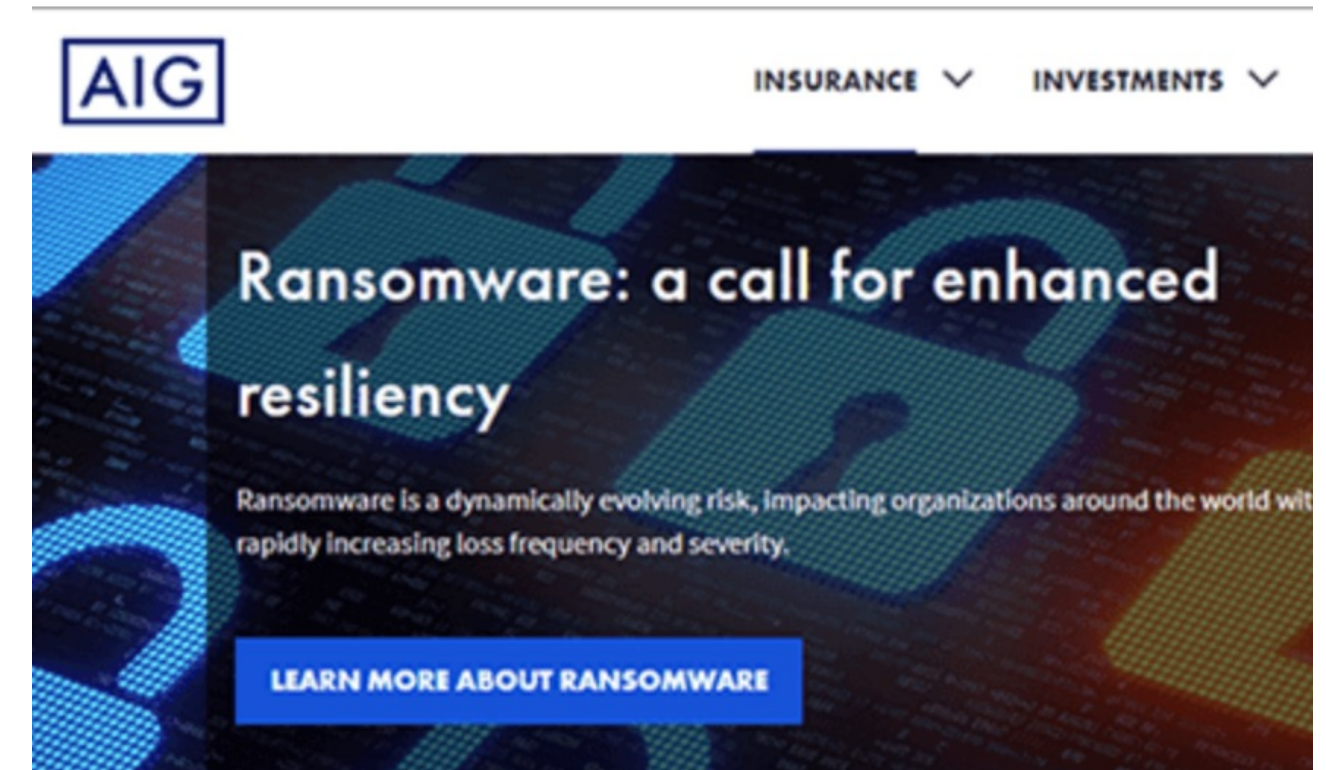 AIG
INSURANCE
INVESTMENTS
Ransomware: a call for enhanced
resiliency
Ransomware is a dynamically evolving risk, impacting organizations around the world wit
rapidly increasing loss frequency and severity.
LEARN MORE ABOUT RANSOMWARE